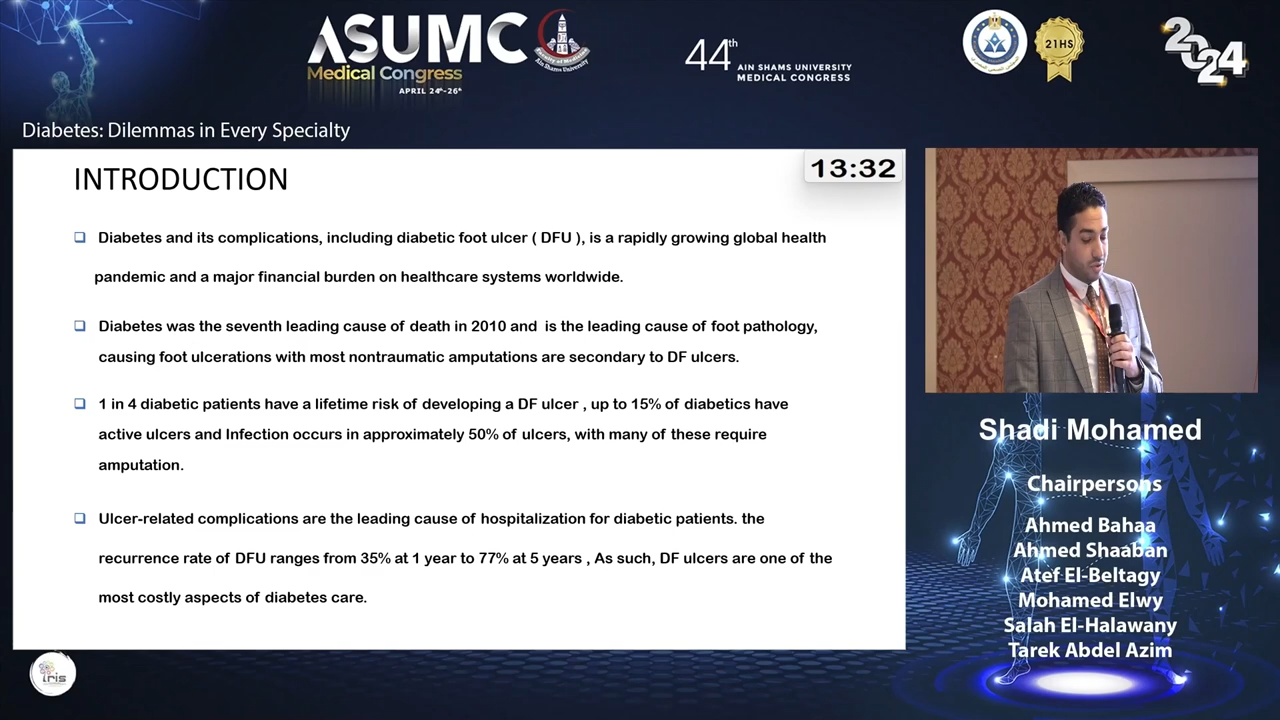 ASUMC
Medical Congress
APRIL 24th-26th
Faculty of Medicine
Ain Shams University
44th
AIN SHAMS UNIVERSITY
MEDICAL CONGRESS
21HS
2024
Diabetes: Dilemmas in Every Specialty
INTRODUCTION
13:32
❑ Diabetes and its complications, including diabetic foot ulcer ( DFU ), is a rapidly growing global health
pandemic and a major financial burden on healthcare systems worldwide.
❑ Diabetes was the seventh leading cause of death in 2010 and is the leading cause of foot pathology,
causing foot ulcerations with most nontraumatic amputations are secondary to DF ulcers.
❑ 1 in 4 diabetic patients have a lifetime risk of developing a DF ulcer , up to 15% of diabetics have
active ulcers and Infection occurs in approximately 50% of ulcers, with many of these require
amputation.
❑ Ulcer-related complications are the leading cause of hospitalization for diabetic patients. the
recurrence rate of DFU ranges from 35% at 1 year to 77% at 5 years , As such, DF ulcers are one of the
most costly aspects of diabetes care.
Shadi Mohamed
Chairpersons
Ahmed Bahaa
Ahmed Shaaban
Atef El-Beltagy
Mohamed Elwy
Salah El-Halawany
Tarek Abdel Azim
iris